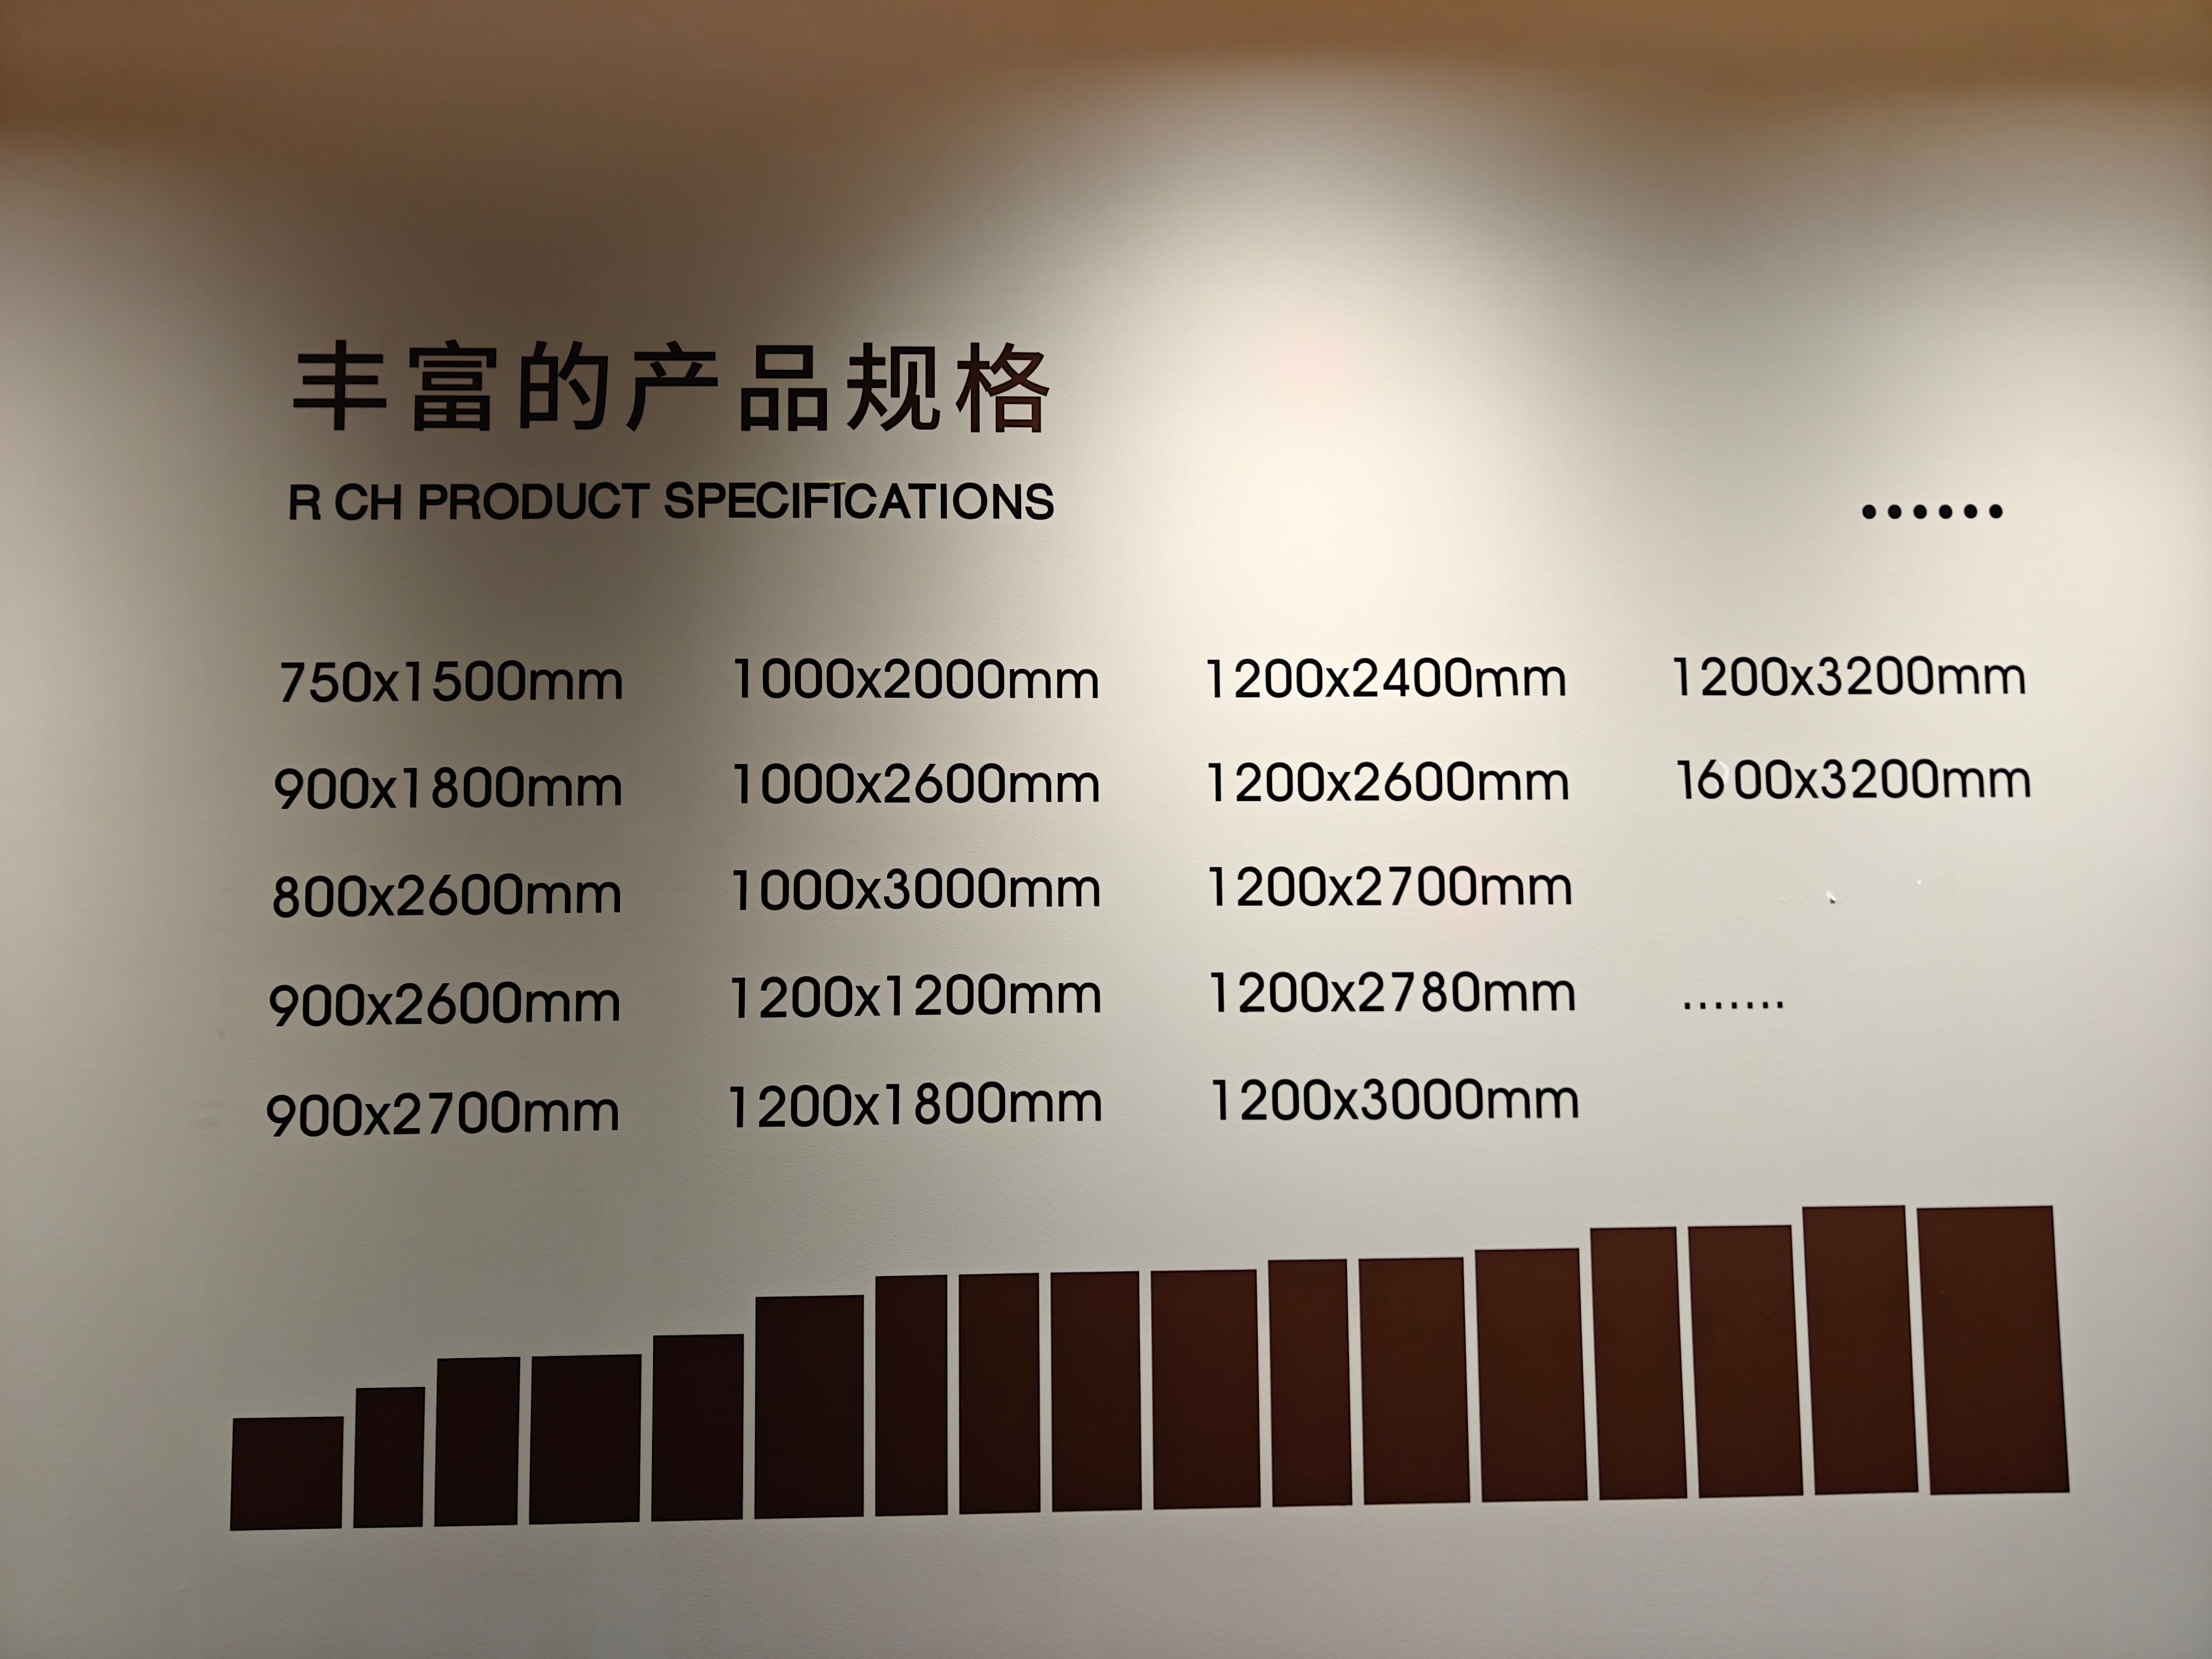 丰富的产品规格
R CH PRODUCT SPECIFICATIONS
••••••
750x1500mm 1000x2000mm 1200x2400mm 1200x3200mm
900x1800mm 1000x2600mm 1200x2600mm 1600x3200mm
800x2600mm 1000x3000mm 1200x2700mm
900x2600mm 1200x1200mm 1200x2780mm .......
900x2700mm 1200x1800mm 1200x3000mm